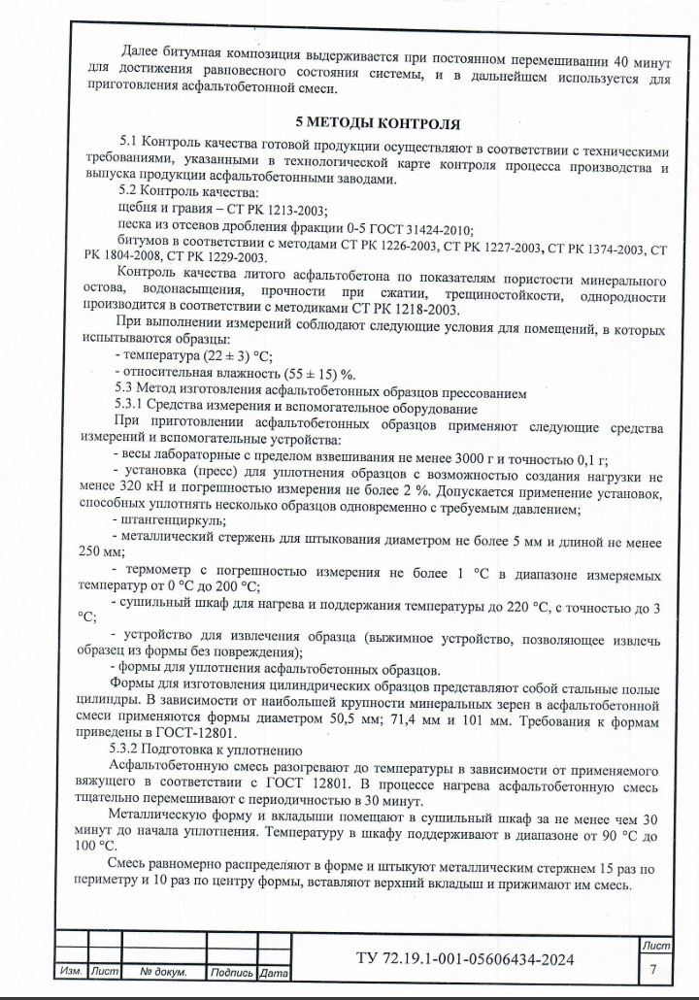 Далее битумная композиция выдерживается при постоянном перемешивании 40 минут
для достижения равновесного состояния системы, и в дальнейшем используется для
приготовления асфальтобетонной смеси.
5 МЕТОДЫ КОНТРОЛЯ
5.1 Контроль качества готовой продукции осуществляют в соответствии с техническими
требованиями, указанными в технологической карте контроля процесса производства и
выпуска продукции асфальтобетонными заводами.
5.2 Контроль качества:
щебня и гравия – СТ РК 1213-2003;
песка из отсевов дробления фракции 0-5 ГОСТ 31424-2010;
битумов в соответствии с методами СТ РК 1226-2003, СТ РК 1227-2003, СТ РК 1374-2003, СТ
РК 1804-2008, СТ РК 1229-2003.
Контроль качества литого асфальтобетона по показателям пористости минерального
остова, водонасыщения, прочности при сжатии, трещиностойкости, однородности
производится в соответствии с методиками СТ РК 1218-2003.
При выполнении измерений соблюдают следующие условия для помещений, в которых
испытываются образцы:
- температура (22 ± 3) °С;
- относительная влажность (55 ± 15) %.
5.3 Метод изготовления асфальтобетонных образцов прессованием
5.3.1 Средства измерения и вспомогательное оборудование
При приготовлении асфальтобетонных образцов применяют следующие средства
измерений и вспомогательные устройства:
- весы лабораторные с пределом взвешивания не менее 3000 г и точностью 0,1 г;
- установка (пресс) для уплотнения образцов с возможностью создания нагрузки не
менее 320 кН и погрешностью измерения не более 2 %. Допускается применение установок,
способных уплотнять несколько образцов одновременно с требуемым давлением;
- штангенциркуль;
- металлический стержень для штыкования диаметром не более 5 мм и длиной не менее
250 мм;
- термометр с погрешностью измерения не более 1 °С в диапазоне измеряемых
температур от 0 °С до 200 °С;
- сушильный шкаф для нагрева и поддержания температуры до 220 °С, с точностью до 3
°С;
- устройство для извлечения образца (выжимное устройство, позволяющее извлечь
образец из формы без повреждения);
- формы для уплотнения асфальтобетонных образцов.
Формы для изготовления цилиндрических образцов представляют собой стальные полые
цилиндры. В зависимости от наибольшей крупности минеральных зерен в асфальтобетонной
смеси применяются формы диаметром 50,5 мм; 71,4 мм и 101 мм. Требования к формам
приведены в ГОСТ-12801.
5.3.2 Подготовка к уплотнению
Асфальтобетонную смесь разогревают до температуры в зависимости от применяемого
вяжущего в соответствии с ГОСТ 12801. В процессе нагрева асфальтобетонную смесь
тщательно перемешивают с периодичностью в 30 минут.
Металлическую форму и вкладыши помещают в сушильный шкаф за не менее чем 30
минут до начала уплотнения. Температуру в шкафу поддерживают в диапазоне от 90 °С до
100 °С.
Смесь равномерно распределяют в форме и штыкуют металлическим стержнем 15 раз по
периметру и 10 раз по центру формы, вставляют верхний вкладыш и прижимают им смесь.
ТУ 72.19.1-001-05606434-2024
Лист
7
Изм. Лист № докум. Подпись Дата